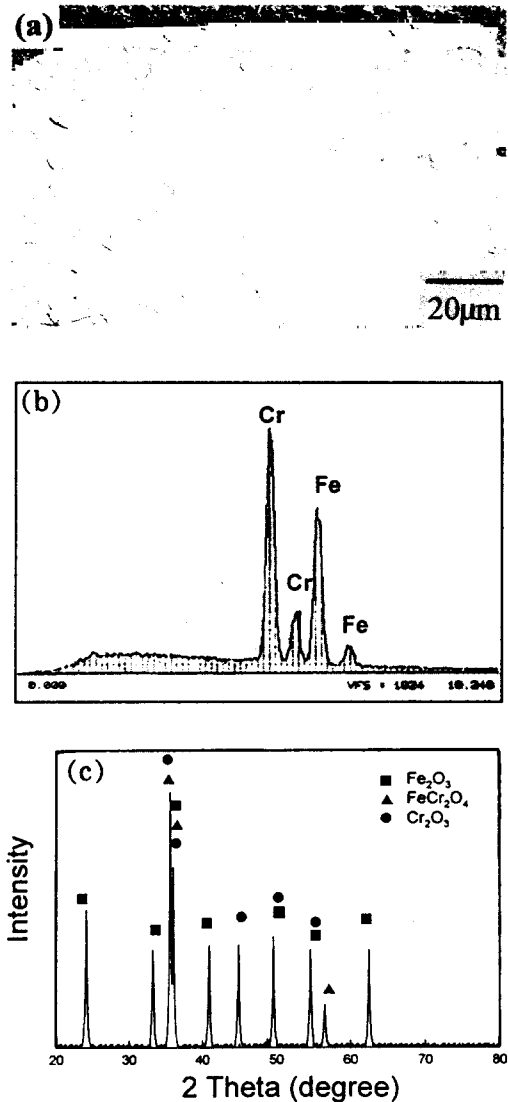 (a)
20μm
(b)
Cr
Fe
Cr
Fe
0.000 VFS = 1024 10.240
(c)
■ Fe₂O₃
▲ FeCr₂O₄
● Cr₂O₃
Intensity
20 30 40 50 60 70 80
2 Theta (degree)